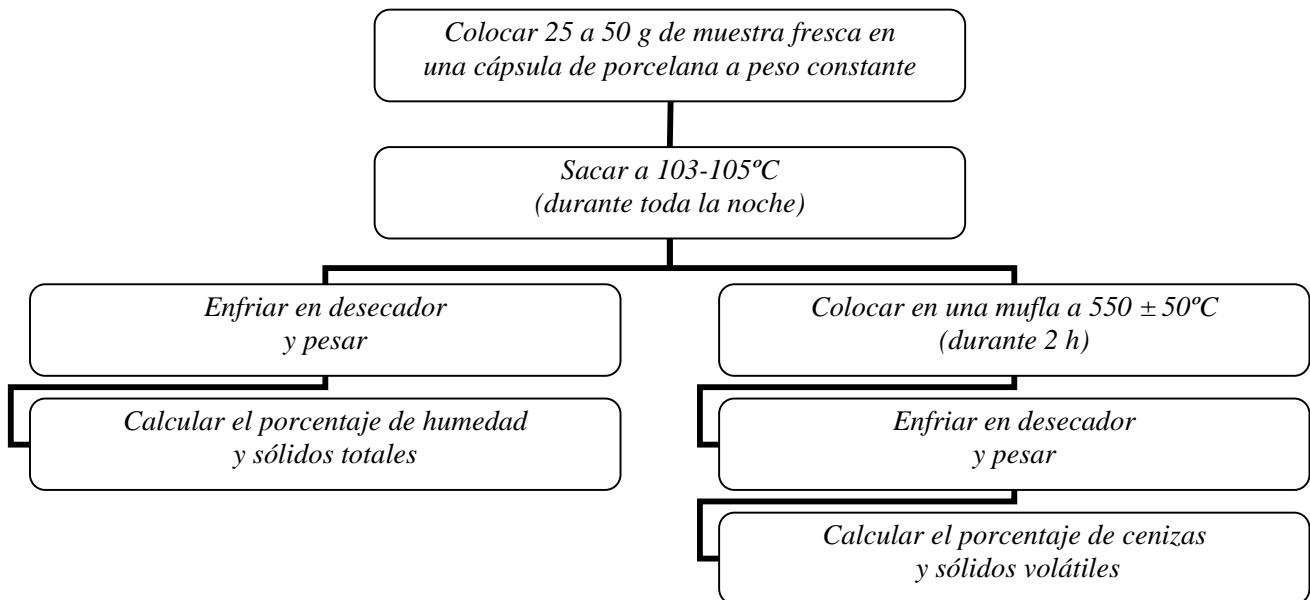 Colocar 25 a 50 g de muestra fresca en
una cápsula de porcelana a peso constante
Sacar a 103-105ºC
(durante toda la noche)
Enfriar en desecador
y pesar
Calcular el porcentaje de humedad
y sólidos totales
Colocar en una mufla a 550 ± 50ºC
(durante 2 h)
Enfriar en desecador
y pesar
Calcular el porcentaje de cenizas
y sólidos volátiles